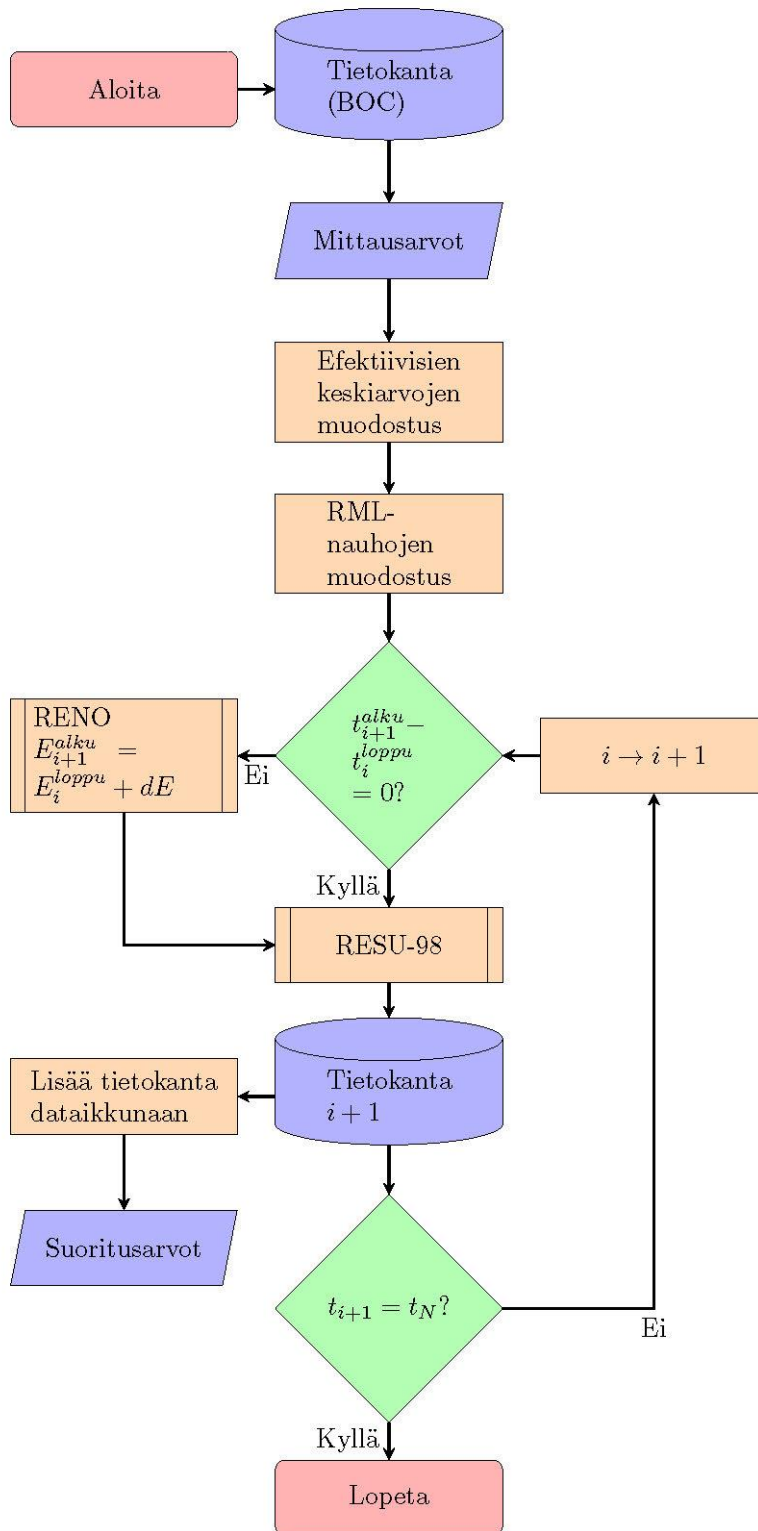 Aloita
Tietokanta
(BOC)
Mittausarvot
Efektiivisien
keskiarvojen
muodostus
RML-
nauhojen
muodostus
$t_{i+1}^{alku}-$
$t_i^{loppu}$
$= 0?$
Ei
RENO
$E_{i+1}^{alku} =$
$E_i^{loppu} + dE$
$i \to i+1$
Kyllä
RESU-98
Tietokanta
$i+1$
Lisää tietokanta
dataikkunaan
Suoritusarvot
$t_{i+1} = t_N?$
Ei
Kyllä
Lopeta